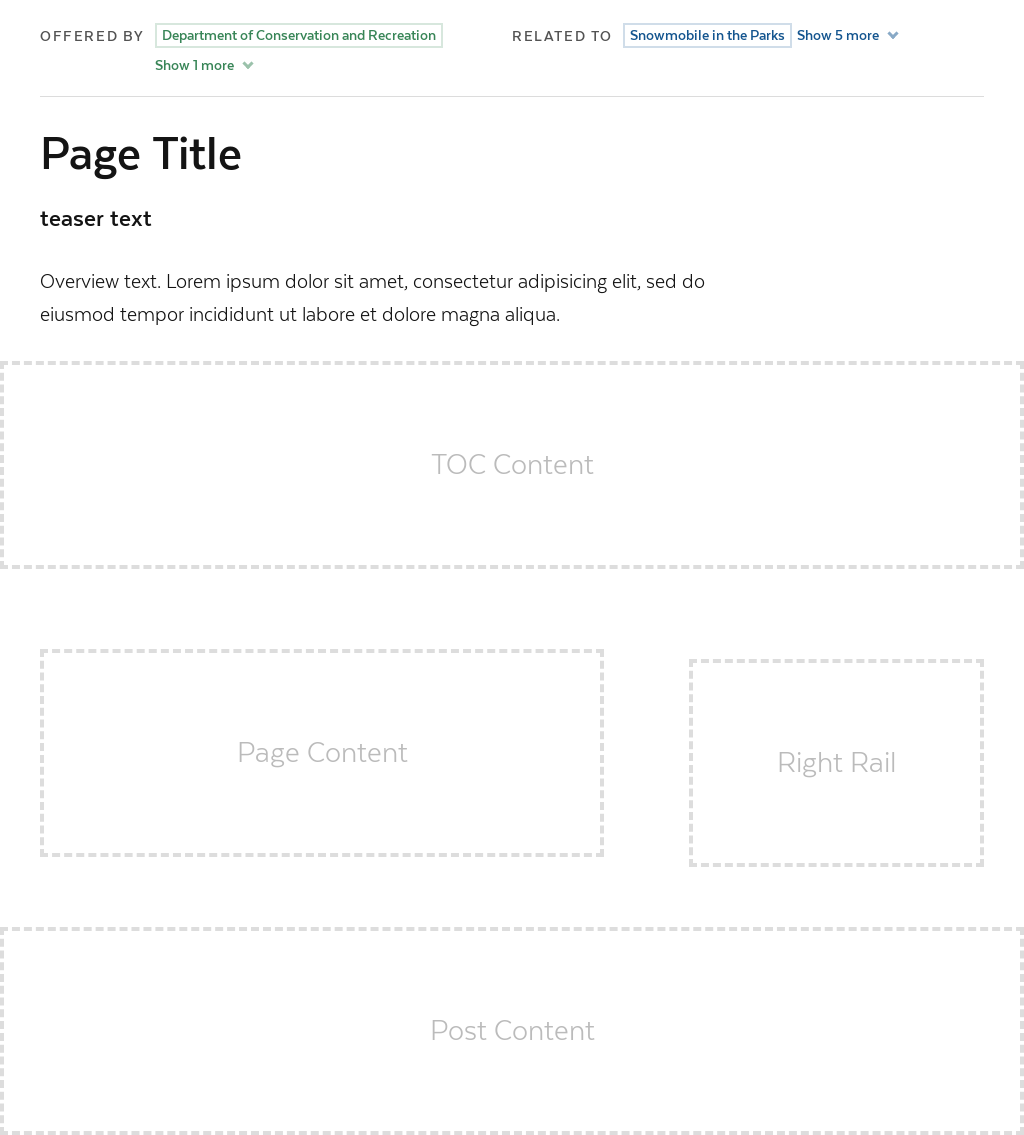 OFFERED BY Department of Conservation and Recreation
Show 1 more
RELATED TO Snowmobile in the Parks Show 5 more
Page Title
teaser text
Overview text. Lorem ipsum dolor sit amet, consectetur adipisicing elit, sed do
eiusmod tempor incididunt ut labore et dolore magna aliqua.
TOC Content
Page Content
Right Rail
Post Content